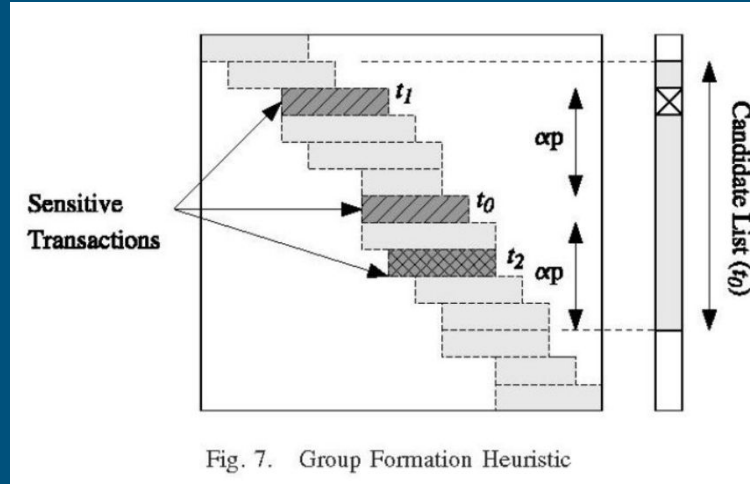 t1
αp
Sensitive
Transactions
t0
t2
αp
Candidate List (t0)
Fig. 7. Group Formation Heuristic